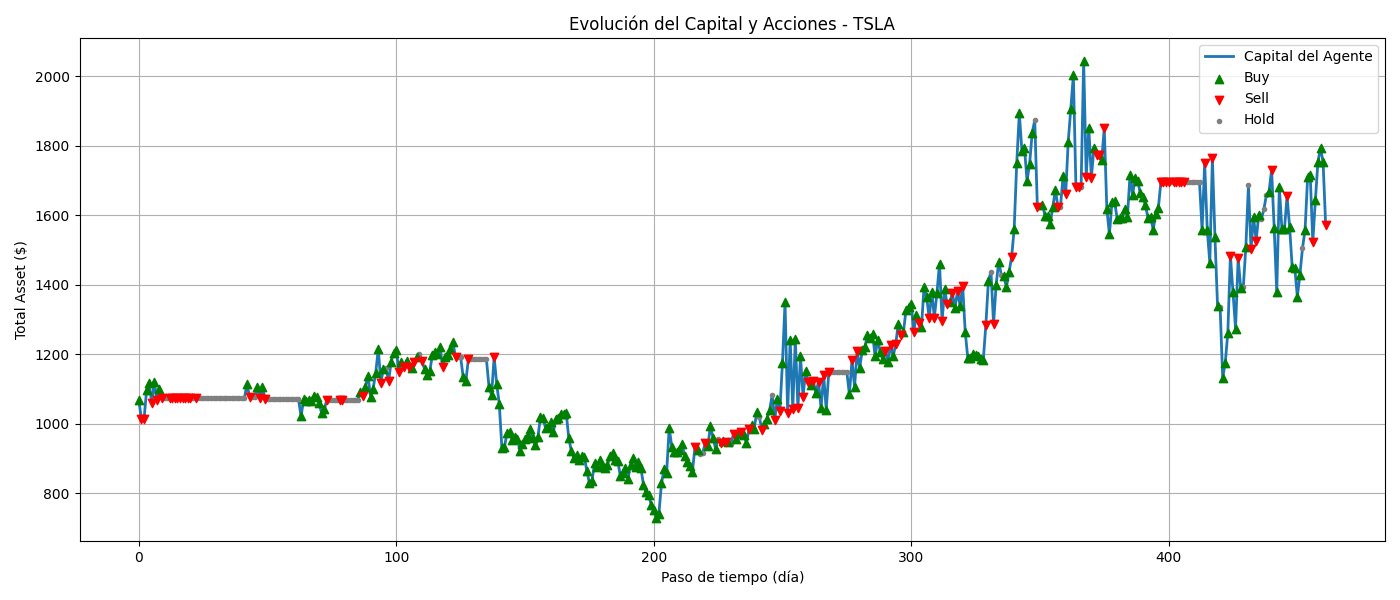 Evolución del Capital y Acciones - TSLA
Capital del Agente
Buy
Sell
Hold
Total Asset ($)
2000
1800
1600
1400
1200
1000
800
0 100 200 300 400
Paso de tiempo (día)